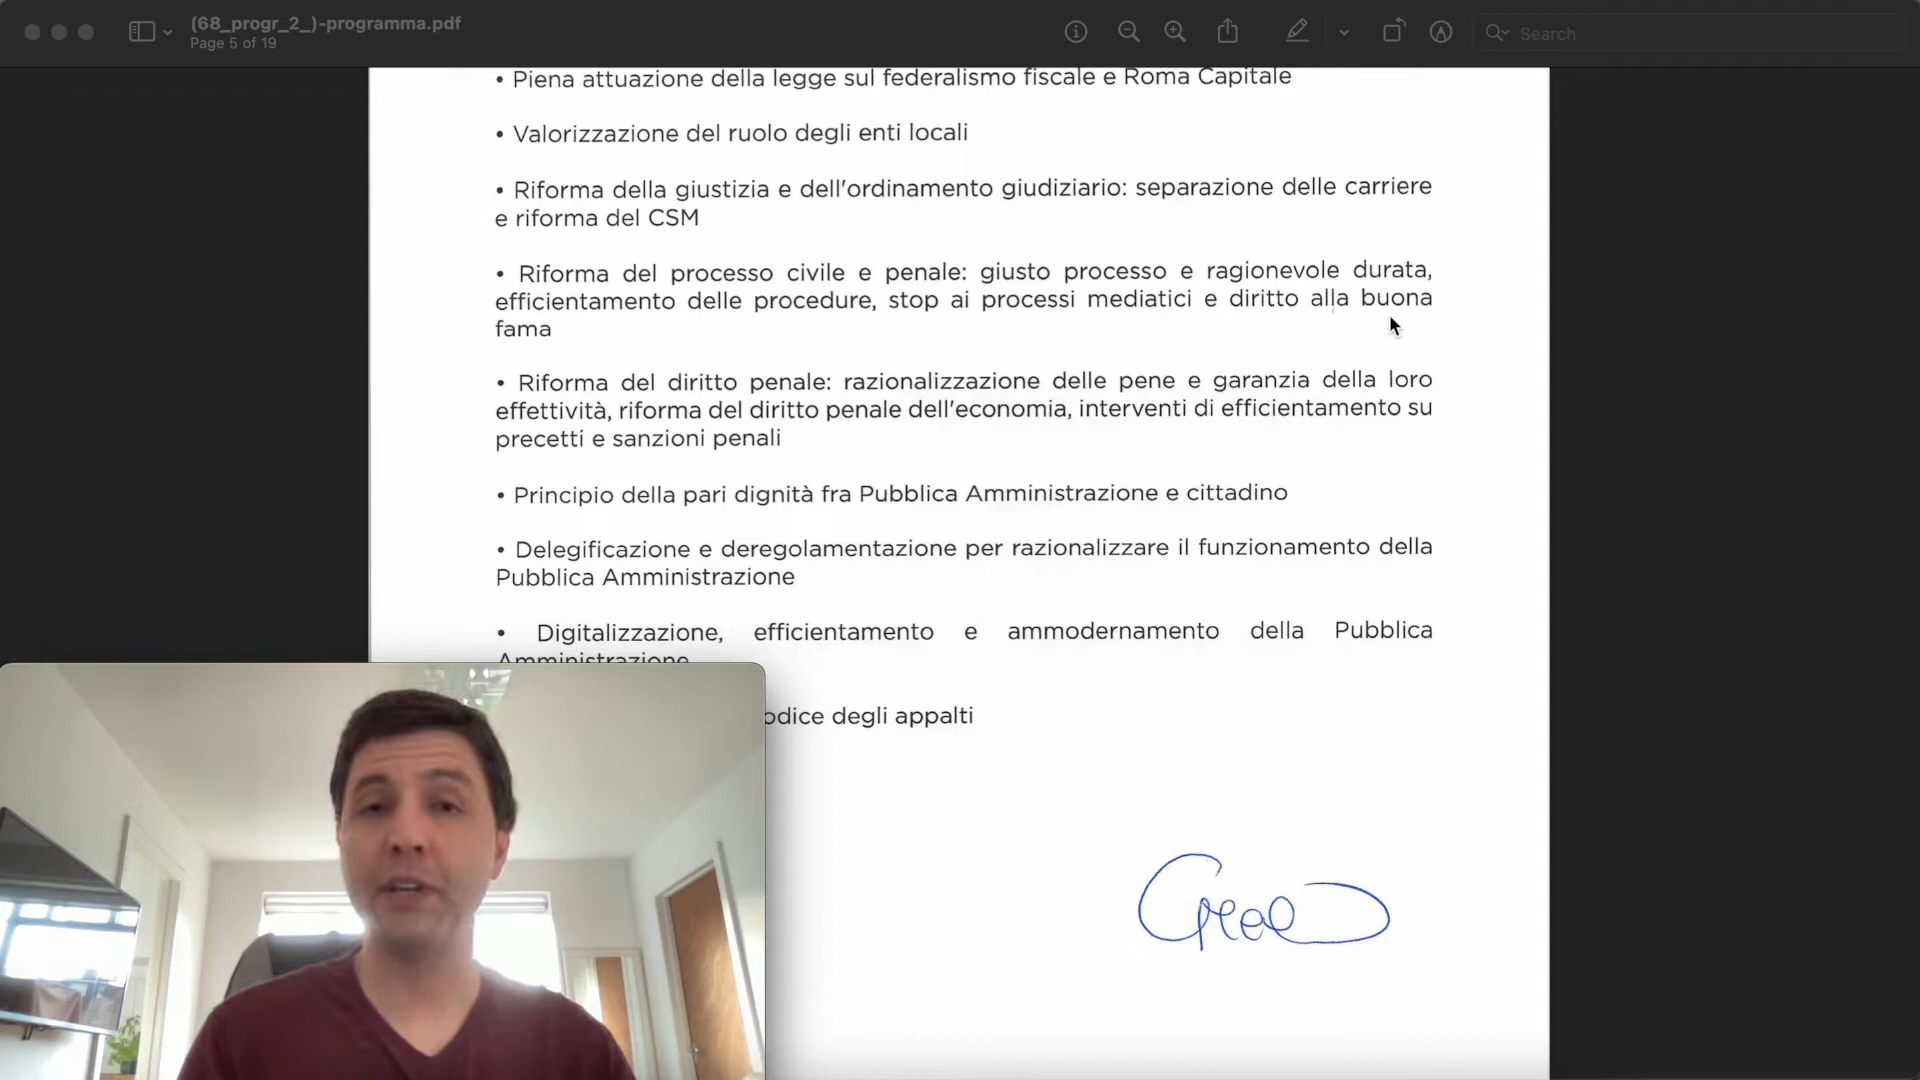 (68_progr_2_)-programma.pdf
Page 5 of 19
Search
• Piena attuazione della legge sul federalismo fiscale e Roma Capitale
• Valorizzazione del ruolo degli enti locali
• Riforma della giustizia e dell'ordinamento giudiziario: separazione delle carriere
e riforma del CSM
• Riforma del processo civile e penale: giusto processo e ragionevole durata,
efficientamento delle procedure, stop ai processi mediatici e diritto alla buona
fama
• Riforma del diritto penale: razionalizzazione delle pene e garanzia della loro
effettività, riforma del diritto penale dell'economia, interventi di efficientamento su
precetti e sanzioni penali
• Principio della pari dignità fra Pubblica Amministrazione e cittadino
• Delegificazione e deregolamentazione per razionalizzare il funzionamento della
Pubblica Amministrazione
• Digitalizzazione, efficientamento e ammodernamento della Pubblica
Amministrazione
odice degli appalti